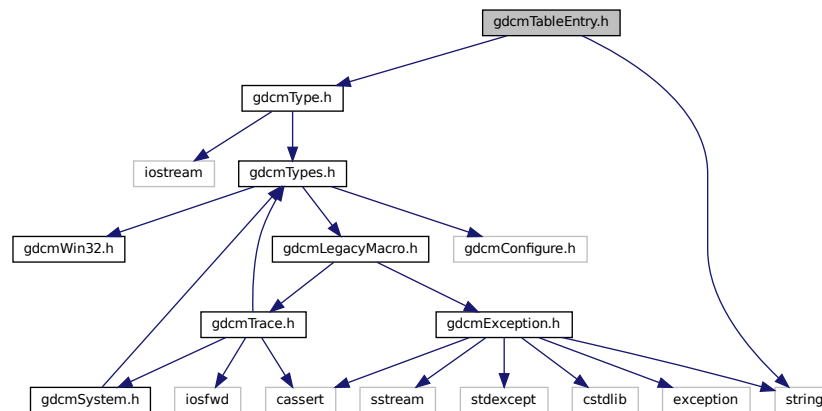 gdcmTableEntry.h
gdcmType.h
iostream
gdcmTypes.h
gdcmWin32.h
gdcmLegacyMacro.h
gdcmConfigure.h
gdcmTrace.h
gdcmException.h
gdcmSystem.h
iosfwd
cassert
sstream
stdexcept
cstdlib
exception
string